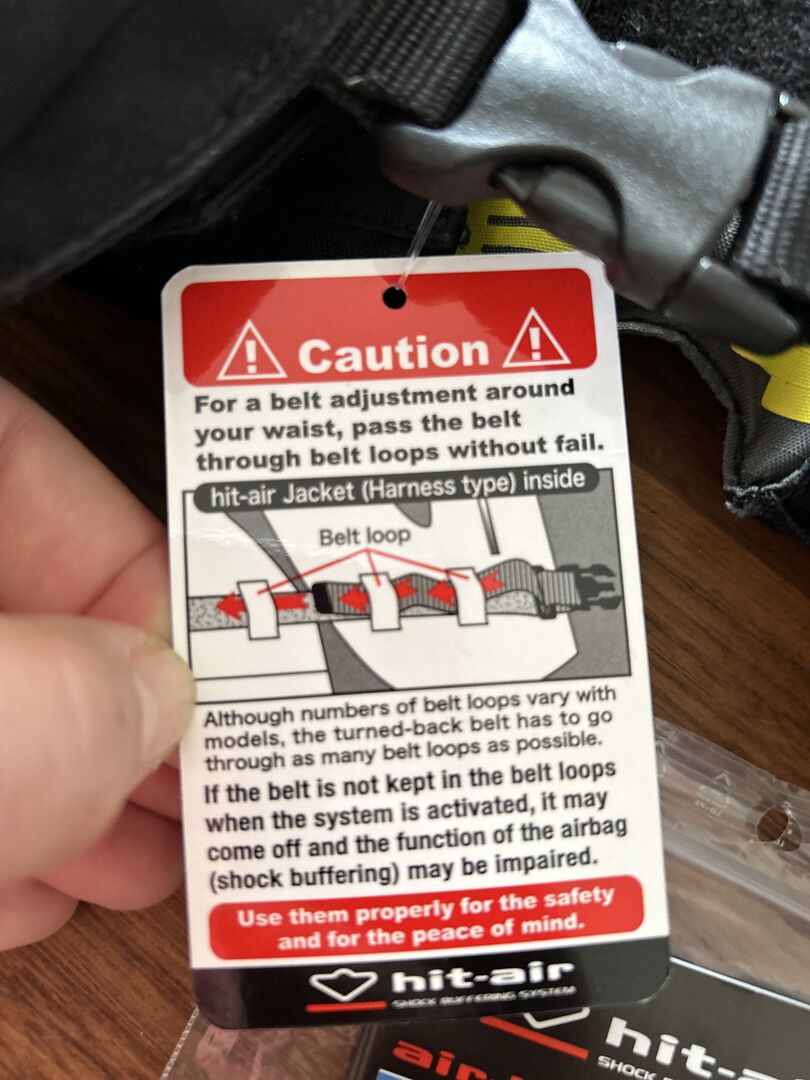 Caution
For a belt adjustment around
your waist, pass the belt
through belt loops without fail.
hit-air Jacket (Harness type) inside
Belt loop
Although numbers of belt loops vary with
models, the turned-back belt has to go
through as many belt loops as possible.
If the belt is not kept in the belt loops
when the system is activated, it may
come off and the function of the airbag
(shock buffering) may be impaired.
Use them properly for the safety
and for the peace of mind.
hit-air
SHOCK BUFFERING SYSTEM
hit-a
SHOCK
air